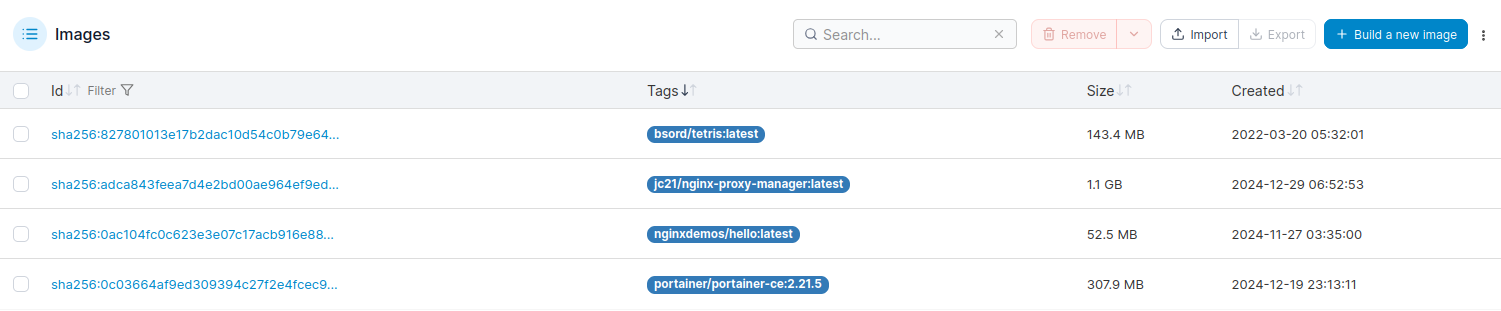 Images Search... Remove Import Export Build a new image
Id Filter Tags Size Created
sha256:827801013e17b2dac10d54c0b79e64... bsord/tetris:latest 143.4 MB 2022-03-20 05:32:01
sha256:adca843feea7d4e2bd00ae964ef9ed... jc21/nginx-proxy-manager:latest 1.1 GB 2024-12-29 06:52:53
sha256:0ac104fc0c623e3e07c17acb916e88... nginxdemos/hello:latest 52.5 MB 2024-11-27 03:35:00
sha256:0c03664af9ed309394c27f2e4fcec9... portainer/portainer-ce:2.21.5 307.9 MB 2024-12-19 23:13:11